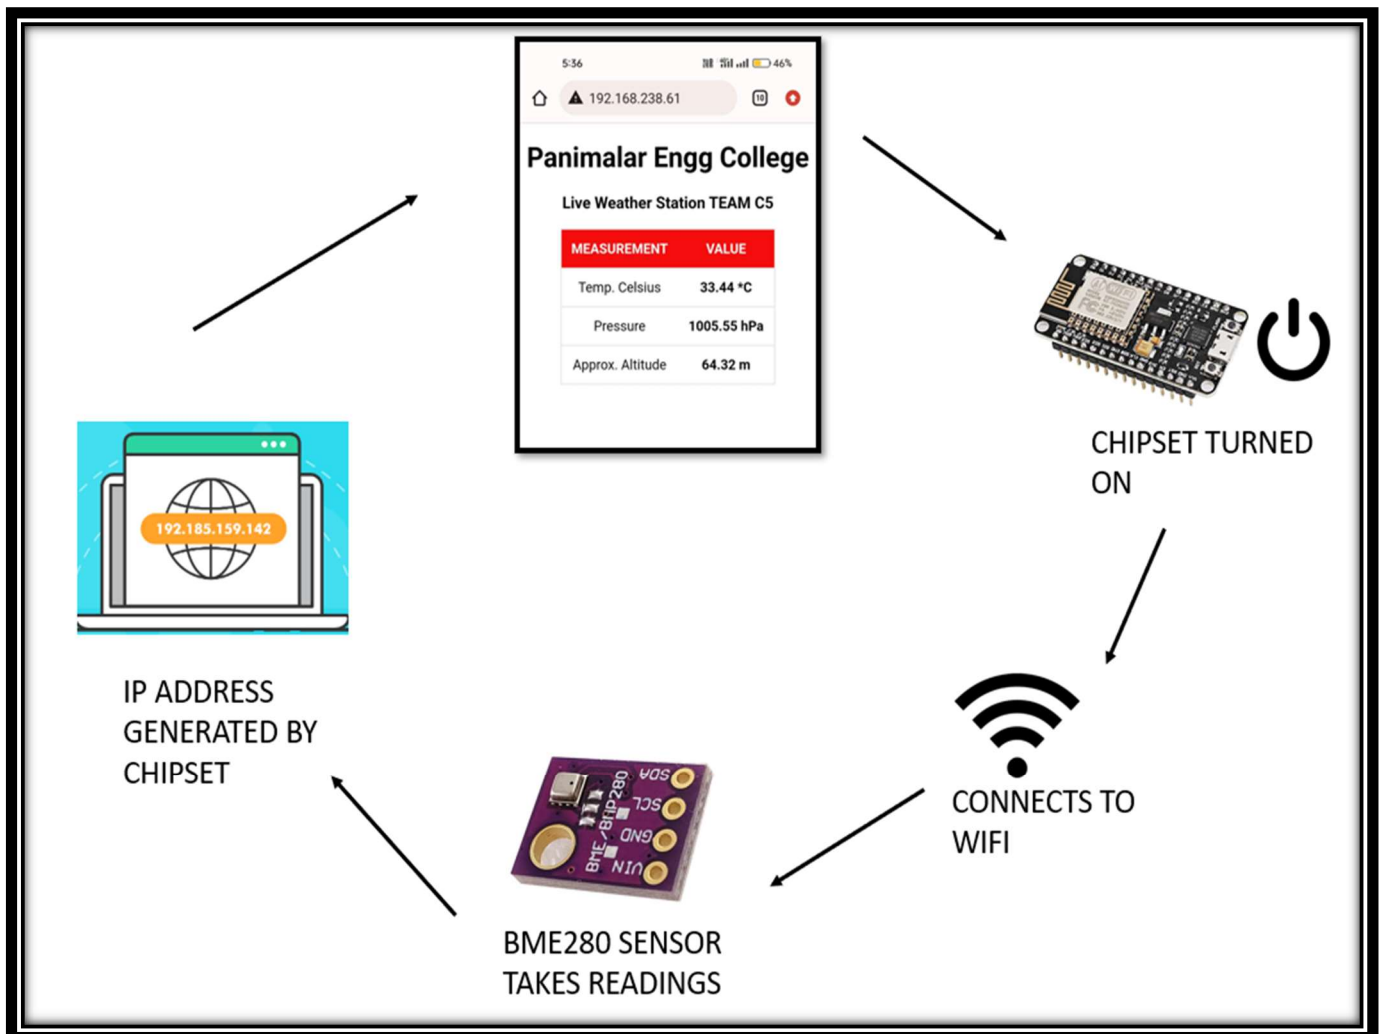 5:36
46%
192.168.238.61
10
Panimalar Engg College
Live Weather Station TEAM C5
MEASUREMENT VALUE
Temp. Celsius 33.44 *C
Pressure 1005.55 hPa
Approx. Altitude 64.32 m
CHIPSET TURNED
ON
CONNECTS TO
WIFI
SDA
SCL
GND
VIN
BME/BMP280
BME280 SENSOR
TAKES READINGS
192.185.159.142
IP ADDRESS
GENERATED BY
CHIPSET